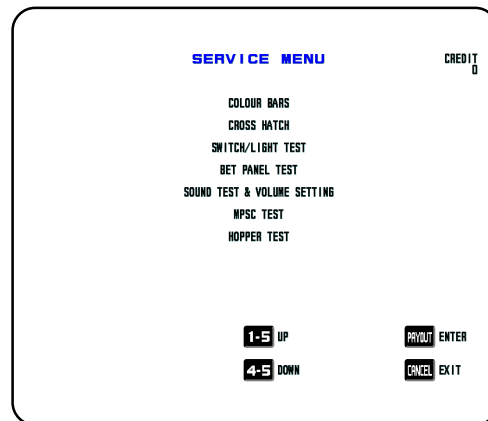 SERVICE MENU
CREDIT
0
COLOUR BARS
CROSS HATCH
SWITCH/LIGHT TEST
BET PANEL TEST
SOUND TEST & VOLUME SETTING
MPSC TEST
HOPPER TEST
1-5 UP
PAYOUT ENTER
4-5 DOWN
CANCEL EXIT